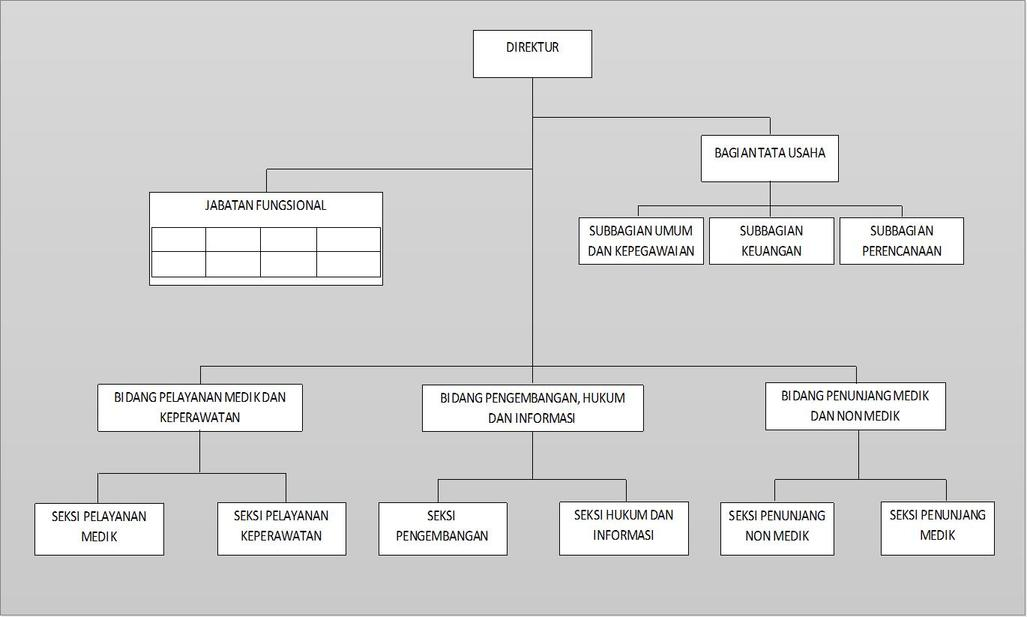 DIREKTUR
BAGIAN TATA USAHA
JABATAN FUNGSIONAL
SUBBAGIAN UMUM
DAN KEPEGAWAIAN
SUBBAGIAN
KEUANGAN
SUBBAGIAN
PERENCANAAN
BIDANG PELAYANAN MEDIK DAN
KEPERAWATAN
BIDANG PENGEMBANGAN, HUKUM
DAN INFORMASI
BIDANG PENUNJANG MEDIK
DAN NON MEDIK
SEKSI PELAYANAN
MEDIK
SEKSI PELAYANAN
KEPERAWATAN
SEKSI
PENGEMBANGAN
SEKSI HUKUM DAN
INFORMASI
SEKSI PENUNJANG
NON MEDIK
SEKSI PENUNJANG
MEDIK